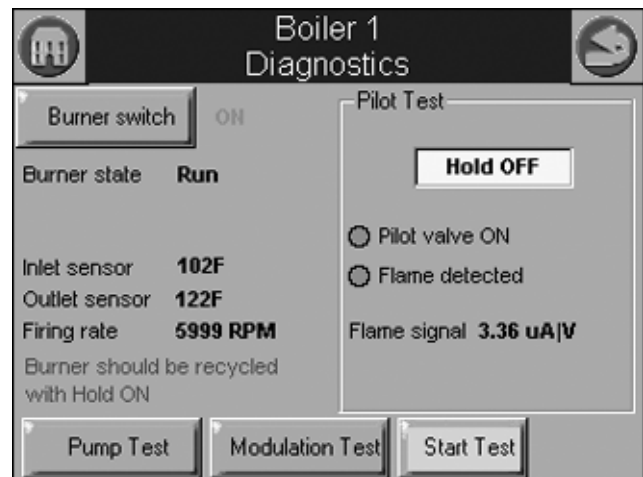 Boiler 1
Diagnostics
Burner switch ON
Burner state Run
Inlet sensor 102F
Outlet sensor 122F
Firing rate 5999 RPM
Burner should be recycled
with Hold ON
Pilot Test
Hold OFF
Pilot valve ON
Flame detected
Flame signal 3.36 uA|V
Pump Test
Modulation Test
Start Test